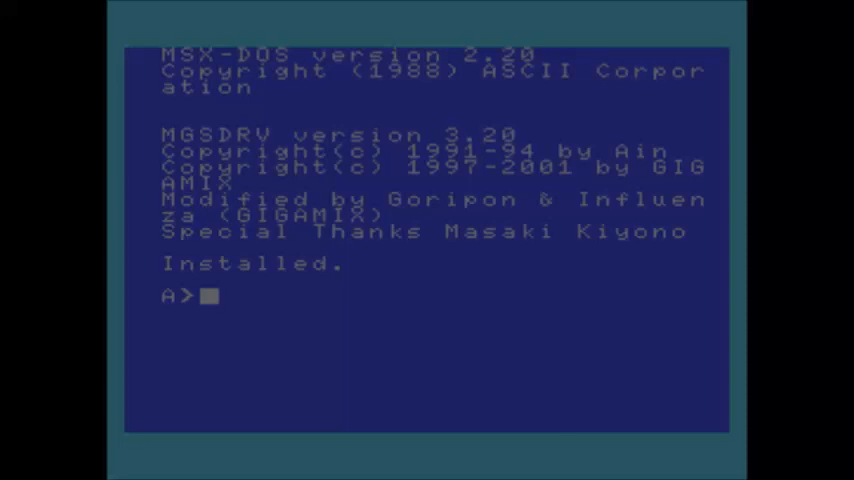 MSX-DOS version 2.20
Copyright (1988) ASCII Corpor
ation
MGSDRV version 3.20
Copyright(c) 1991-94 by Ain
Copyright(c) 1997-2001 by GIG
AMIX
Modified by Goripon & Influen
za (GIGAMIX)
Special Thanks Masaki Kiyono
Installed.
A>